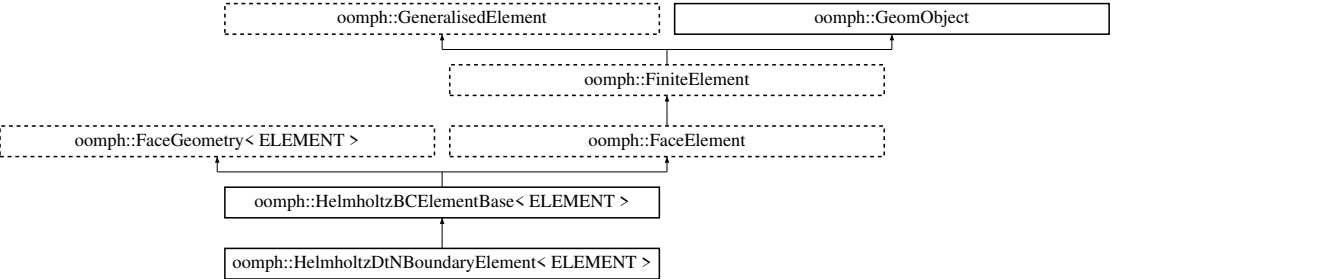 oomph::GeneralisedElement
oomph::GeomObject
oomph::FiniteElement
oomph::FaceGeometry< ELEMENT >
oomph::FaceElement
oomph::HelmholtzBCElementBase< ELEMENT >
oomph::HelmholtzDtNBoundaryElement< ELEMENT >